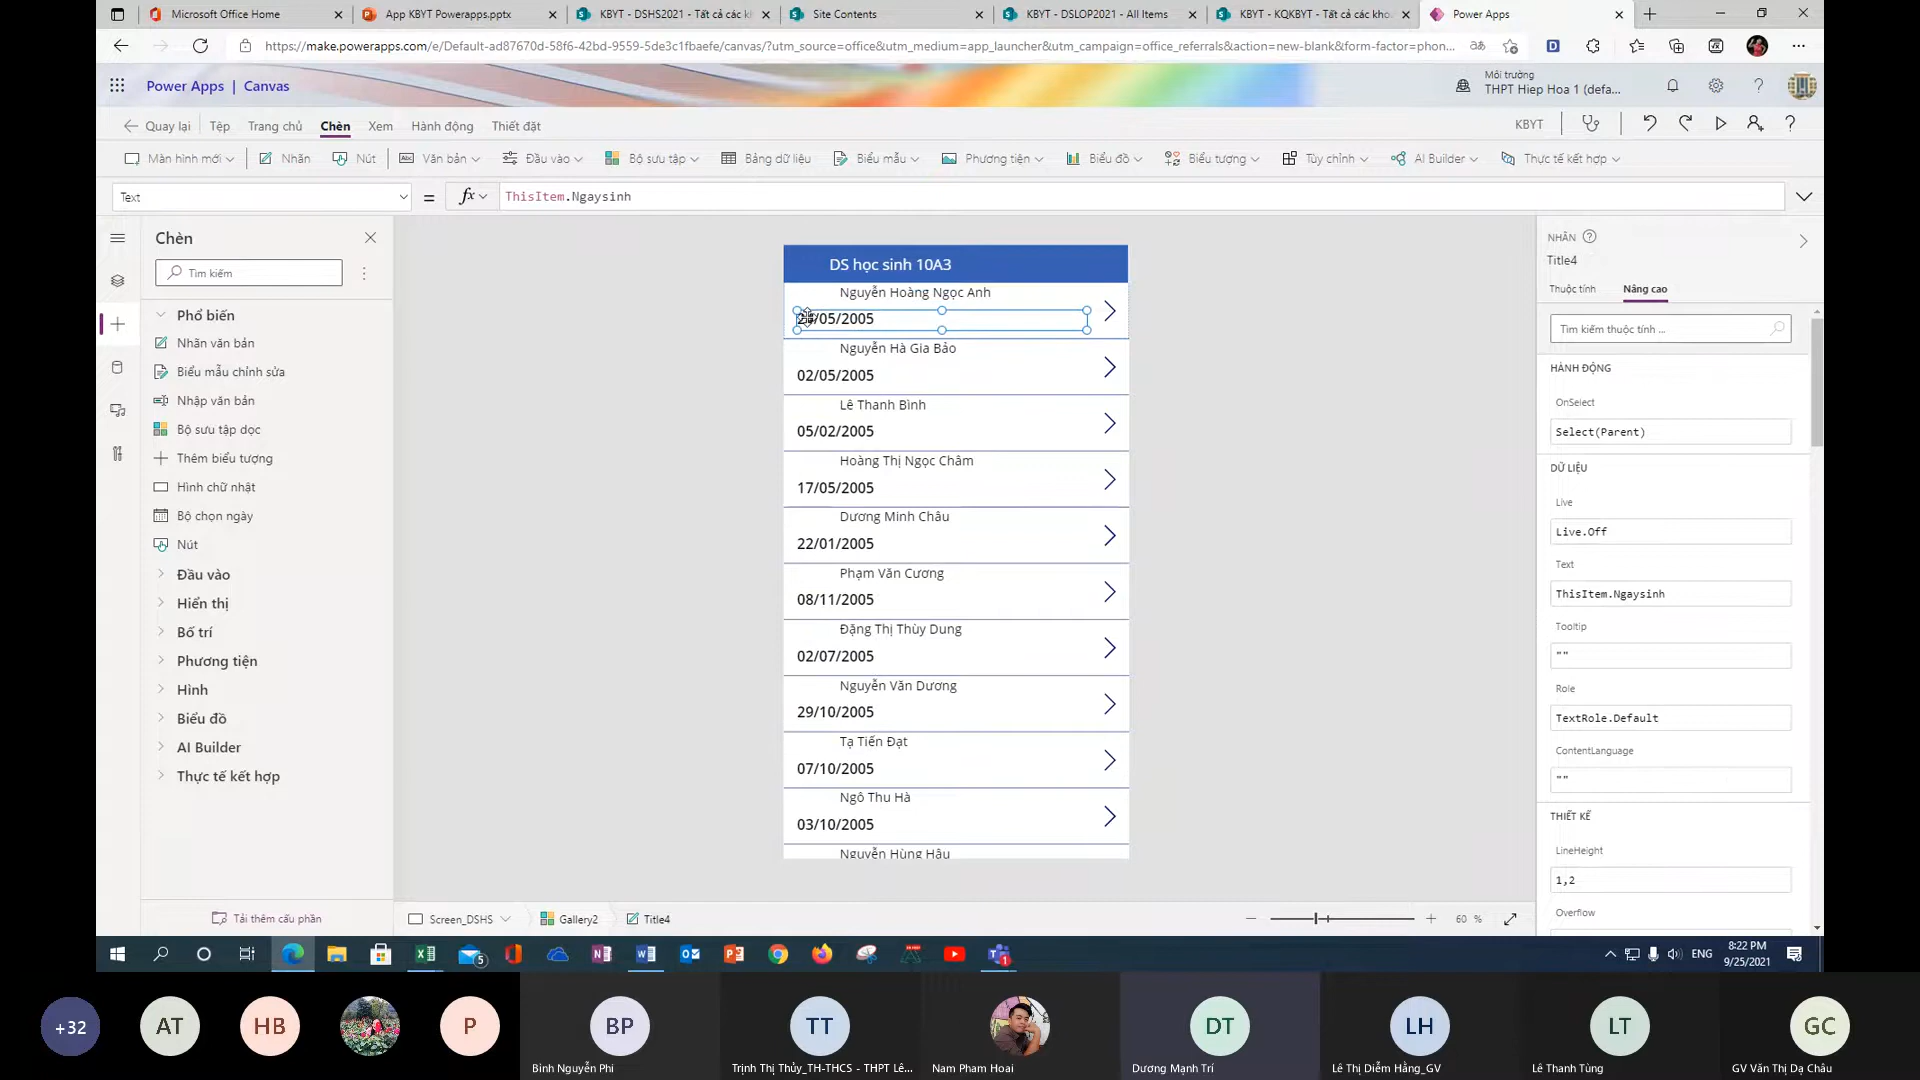 Microsoft Office Home
App KBYT Powerapps.pptx
KBYT - DSHS2021 - Tất cả các kh
Site Contents
KBYT - DSLOP2021 - All Items
KBYT - KQKBYT - Tất cả các kho
Power Apps
https://make.powerapps.com/e/Default-ad87670d-58f6-42bd-9559-5de3c1fbaefe/canvas/?utm_source=office&utm_medium=app_launcher&utm_campaign=office_referrals&action=new-blank&form-factor=phon...
Power Apps | Canvas
Môi trường
THPT Hiep Hoa 1 (defa...
Quay lại
Tệp
Trang chủ
Chèn
Xem
Hành động
Thiết đặt
KBYT
Màn hình mới
Nhãn
Nút
Văn bản
Đầu vào
Bộ sưu tập
Bảng dữ liệu
Biểu mẫu
Phương tiện
Biểu đồ
Biểu tượng
Tùy chỉnh
AI Builder
Thực tế kết hợp
Text
= fx
ThisItem.Ngaysinh
Chèn
Tìm kiếm
Phổ biến
Nhãn văn bản
Biểu mẫu chỉnh sửa
Nhập văn bản
Bộ sưu tập dọc
Thêm biểu tượng
Hình chữ nhật
Bộ chọn ngày
Nút
Đầu vào
Hiển thị
Bố trí
Phương tiện
Hình
Biểu đồ
AI Builder
Thực tế kết hợp
Tải thêm cấu phần
DS học sinh 10A3
Nguyễn Hoàng Ngọc Anh
/05/2005
Nguyễn Hà Gia Bảo
02/05/2005
Lê Thanh Bình
05/02/2005
Hoàng Thị Ngọc Châm
17/05/2005
Dương Minh Châu
22/01/2005
Phạm Văn Cương
08/11/2005
Đặng Thị Thùy Dung
02/07/2005
Nguyễn Văn Dương
29/10/2005
Tạ Tiến Đạt
07/10/2005
Ngô Thu Hà
03/10/2005
Nguyễn Hùng Hậu
Screen_DSHS
Gallery2
Title4
60 %
NHÃN
Title4
Thuộc tính
Nâng cao
Tìm kiếm thuộc tính ...
HÀNH ĐỘNG
OnSelect
Select(Parent)
DỮ LIỆU
Live
Live.Off
Text
ThisItem.Ngaysinh
Tooltip
""
Role
TextRole.Default
ContentLanguage
""
THIẾT KẾ
LineHeight
1,2
Overflow
5
1
ENG
8:22 PM
9/25/2021
+32
AT
HB
P
BP
Bình Nguyễn Phi
TT
Trịnh Thị Thủy_TH-THCS - THPT Lê...
Nam Pham Hoai
DT
Dương Mạnh Trí
LH
Lê Thị Diễm Hằng_GV
LT
Lê Thanh Tùng
GC
GV Văn Thị Dạ Châu